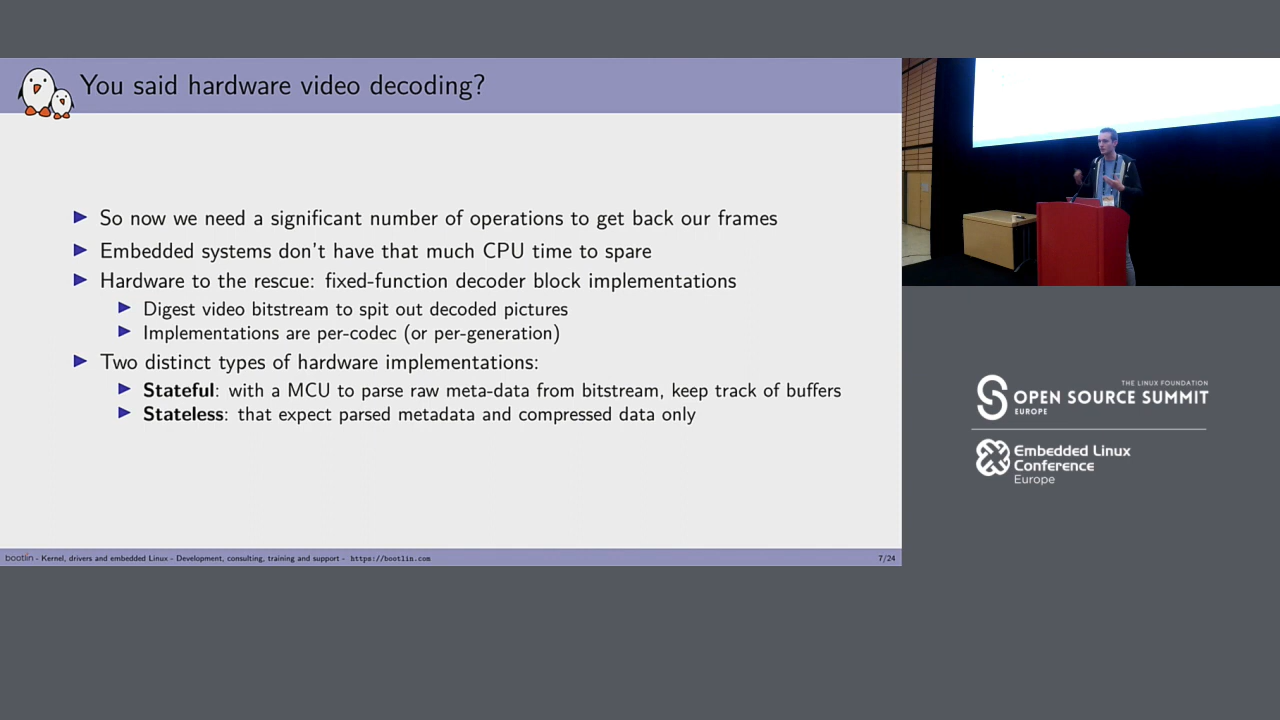 You said hardware video decoding?
So now we need a significant number of operations to get back our frames
Embedded systems don't have that much CPU time to spare
Hardware to the rescue: fixed-function decoder block implementations
Digest video bitstream to spit out decoded pictures
Implementations are per-codec (or per-generation)
Two distinct types of hardware implementations:
Stateful: with a MCU to parse raw meta-data from bitstream, keep track of buffers
Stateless: that expect parsed metadata and compressed data only
bootlin - Kernel, drivers and embedded Linux - Development, consulting, training and support - https://bootlin.com
7/24
THE LINUX FOUNDATION
OPEN SOURCE SUMMIT
EUROPE
Embedded Linux
Conference
Europe